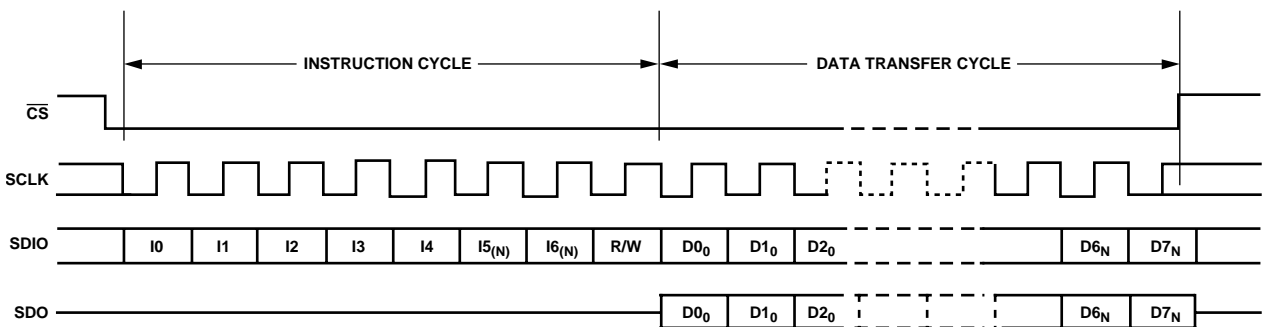 INSTRUCTION CYCLE DATA TRANSFER CYCLE
CS
SCLK
SDIO I0 I1 I2 I3 I4 I5(N) I6(N) R/W D00 D10 D20 D6N D7N
SDO D00 D10 D20 D6N D7N